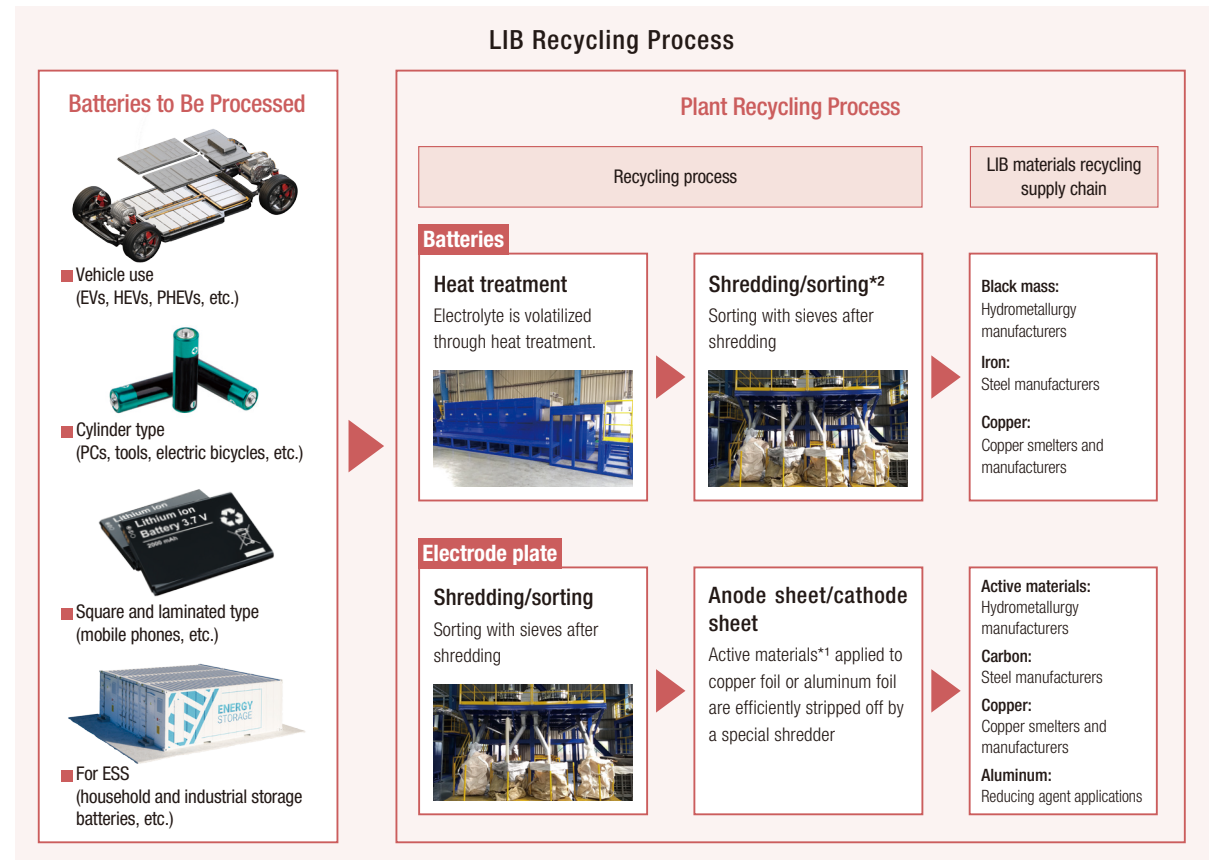 LIB Recycling Process
Batteries to Be Processed
Vehicle use
(EVs, HEVs, PHEVs, etc.)
Cylinder type
(PCs, tools, electric bicycles, etc.)
Lithium ion
Lithium ion
Battery 3.7 V
2000 mAh
Square and laminated type
(mobile phones, etc.)
ENERGY
STORAGE
For ESS
(household and industrial storage
batteries, etc.)
Plant Recycling Process
Recycling process
LIB materials recycling
supply chain
Batteries
Heat treatment
Electrolyte is volatilized
through heat treatment.
Shredding/sorting*2
Sorting with sieves after
shredding
Black mass:
Hydrometallurgy
manufacturers
Iron:
Steel manufacturers
Copper:
Copper smelters and
manufacturers
Electrode plate
Shredding/sorting
Sorting with sieves after
shredding
Anode sheet/cathode
sheet
Active materials*1 applied to
copper foil or aluminum foil
are efficiently stripped off by
a special shredder
Active materials:
Hydrometallurgy
manufacturers
Carbon:
Steel manufacturers
Copper:
Copper smelters and
manufacturers
Aluminum:
Reducing agent applications